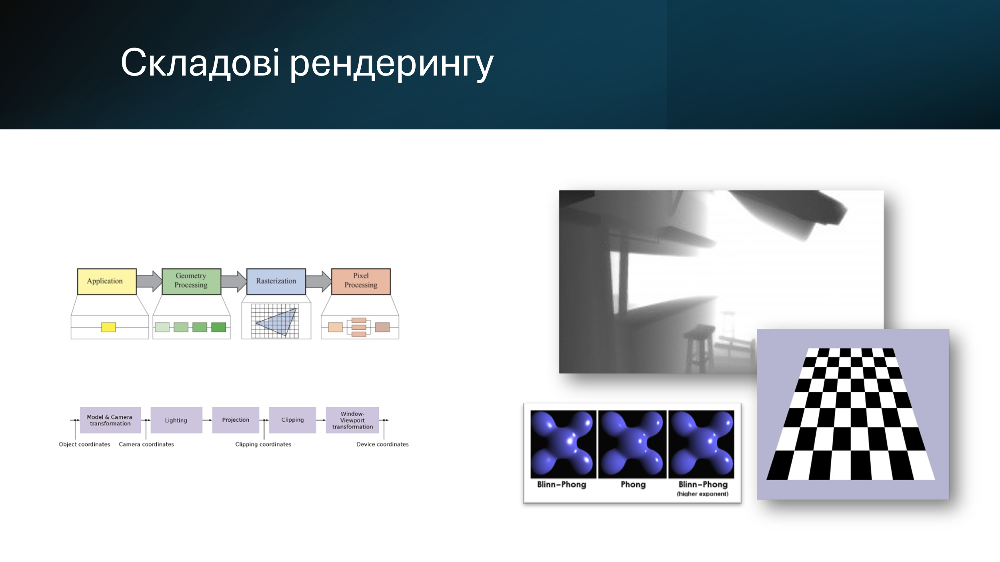 Складові рендерингу
Application
Geometry
Processing
Rasterization
Pixel
Processing
Model & Camera
transformation
Lighting
Projection
Clipping
Window-
Viewport
transformation
Object coordinates
Camera coordinates
Clipping coordinates
Device coordinates
Blinn–Phong
Phong
Blinn–Phong
(higher exponent)